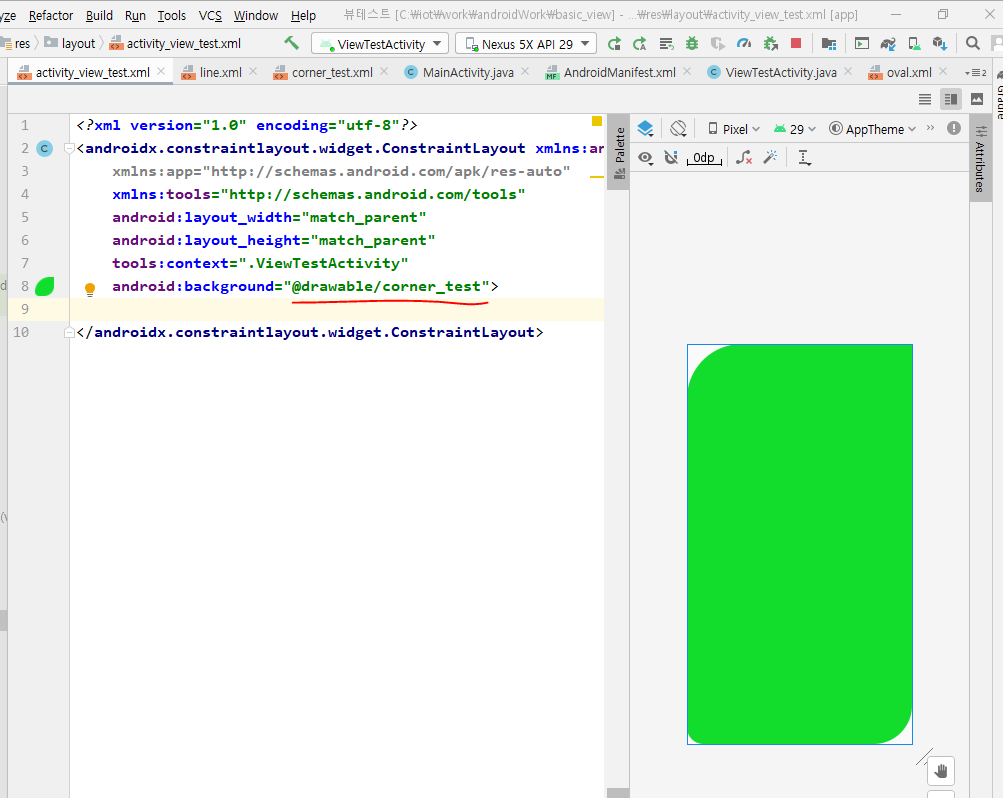 yze Refactor Build Run Tools VCS Window Help 뷰테스트 [C:₩iot₩work₩androidWork₩basic_view] - ...₩res₩layout₩activity_view_test.xml [app]
res layout activity_view_test.xml ViewTestActivity Nexus 5X API 29
activity_view_test.xml line.xml corner_test.xml MainActivity.java AndroidManifest.xml ViewTestActivity.java oval.xml 2
1 <?xml version="1.0" encoding="utf-8"?>
2 <androidx.constraintlayout.widget.ConstraintLayout xmlns:an
3 xmlns:app="http://schemas.android.com/apk/res-auto"
4 xmlns:tools="http://schemas.android.com/tools"
5 android:layout_width="match_parent"
6 android:layout_height="match_parent"
7 tools:context=".ViewTestActivity"
8 android:background="@drawable/corner_test">
9
10 </androidx.constraintlayout.widget.ConstraintLayout>
Palette
Pixel 29 AppTheme
0dp
Attributes
Gradle